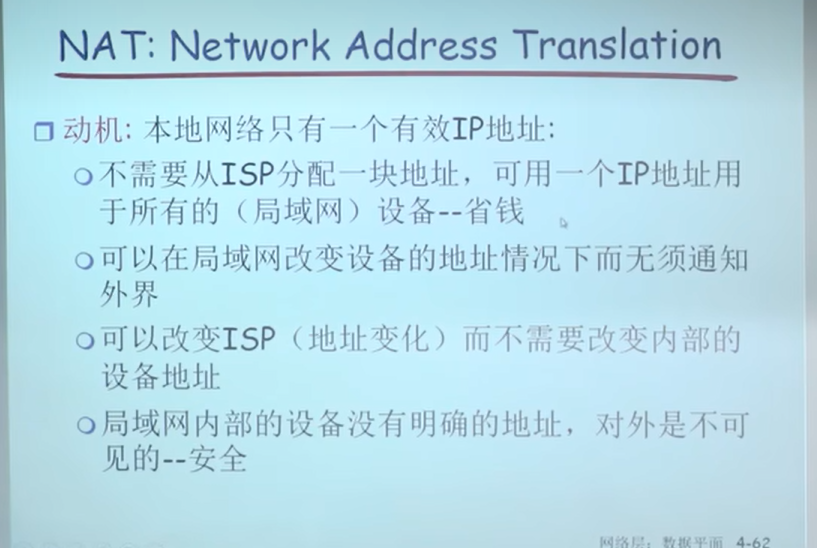 NAT: Network Address Translation
动机: 本地网络只有一个有效IP地址:
不需要从ISP分配一块地址，可用一个IP地址用
于所有的（局域网）设备--省钱
可以在局域网改变设备的地址情况下而无须通知
外界
可以改变ISP（地址变化）而不需要改变内部的
设备地址
局域网内部的设备没有明确的地址，对外是不可
见的--安全
网络层：数据平面 4-62